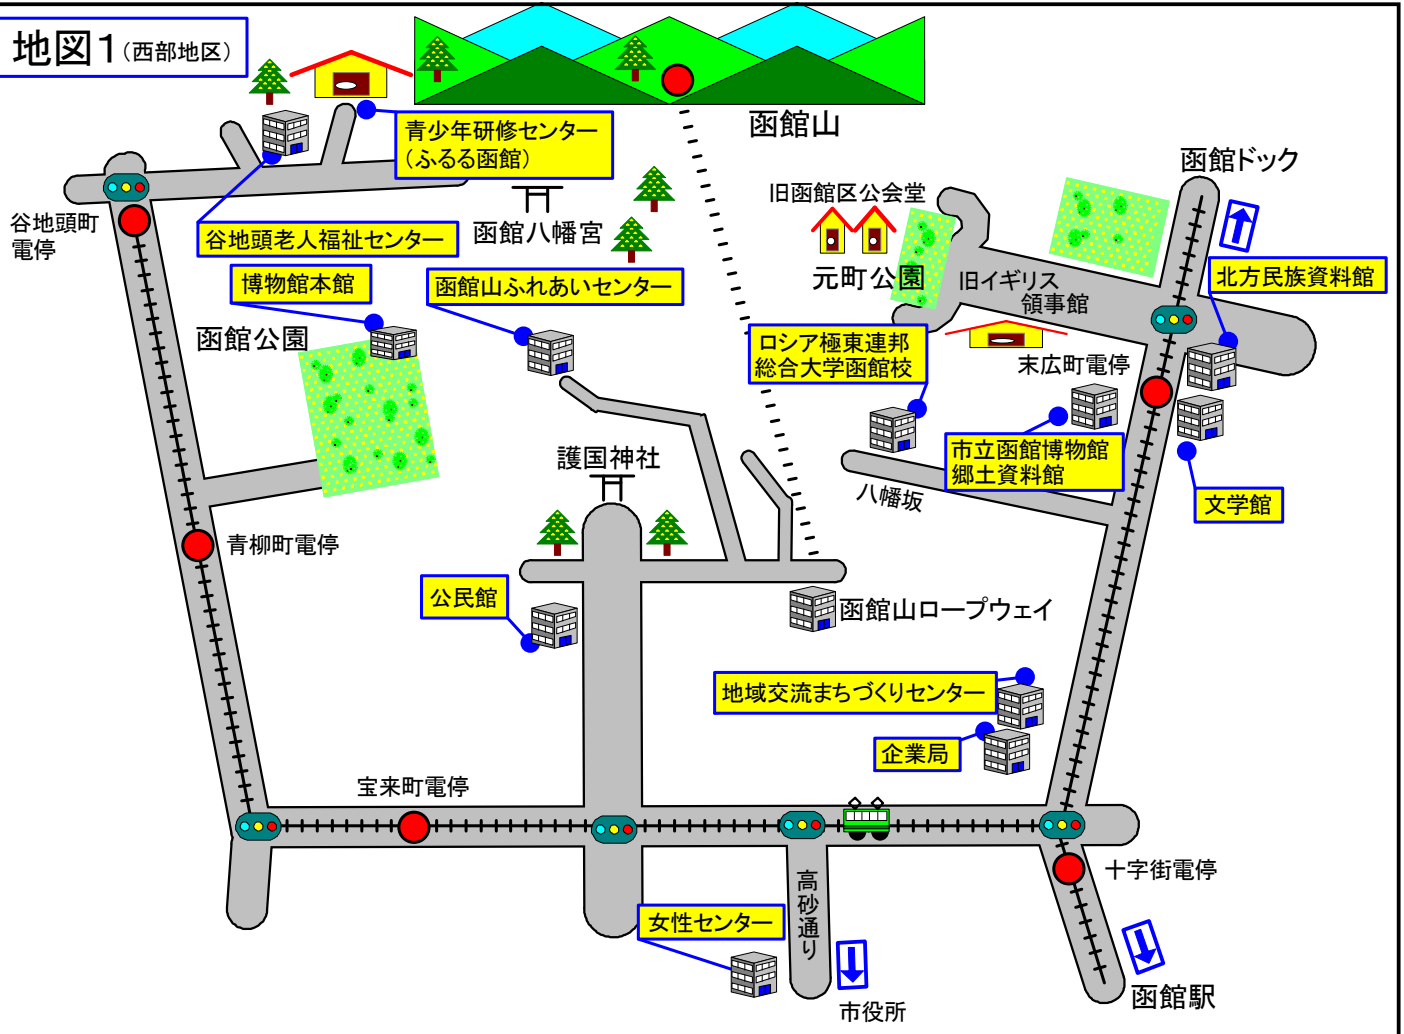 地図1(西部地区)
函館山
青少年研修センター
(ふるる函館)
函館ドック
谷地頭町
電停
谷地頭老人福祉センター
函館八幡宮
旧函館区公会堂
元町公園
旧イギリス
領事館
北方民族資料館
博物館本館
函館山ふれあいセンター
函館公園
ロシア極東連邦
総合大学函館校
末広町電停
市立函館博物館
郷土資料館
八幡坂
文学館
護国神社
青柳町電停
公民館
函館山ロープウェイ
地域交流まちづくりセンター
企業局
宝来町電停
十字街電停
高砂通り
女性センター
市役所
函館駅